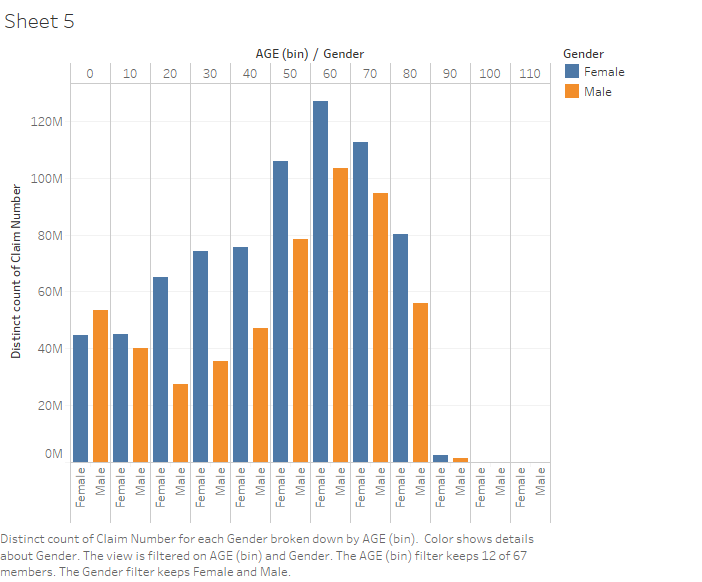 Sheet 5
AGE (bin) / Gender
Gender
0 10 20 30 40 50 60 70 80 90 100 110
Female
Male
120M
100M
80M
60M
40M
20M
0M
Distinct count of Claim Number
Female Male Female Male Female Male Female Male Female Male Female Male Female Male Female Male Female Male Female Male Female Male Female Male
Distinct count of Claim Number for each Gender broken down by AGE (bin).  Color shows details
about Gender. The view is filtered on AGE (bin) and Gender. The AGE (bin) filter keeps 12 of 67
members. The Gender filter keeps Female and Male.